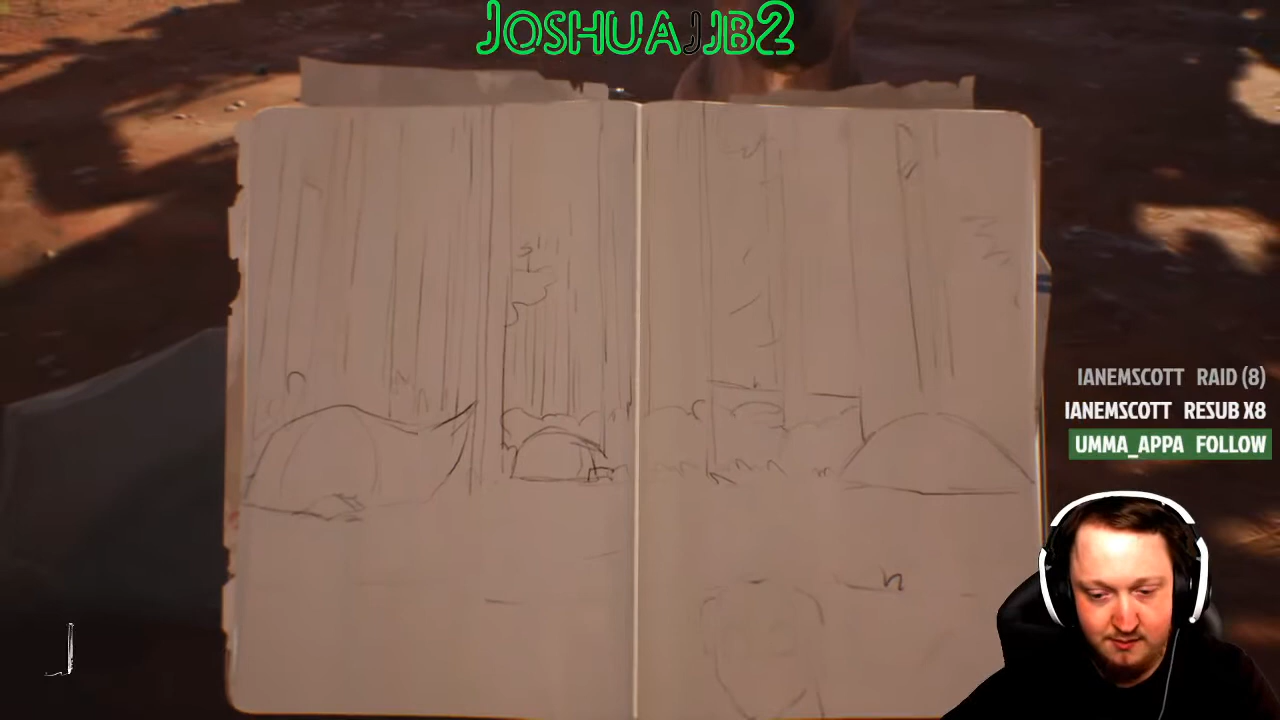 JOSHUAJJB2
IANEMSCOTT RAID (8)
IANEMSCOTT RESUB X8
UMMA_APPA FOLLOW